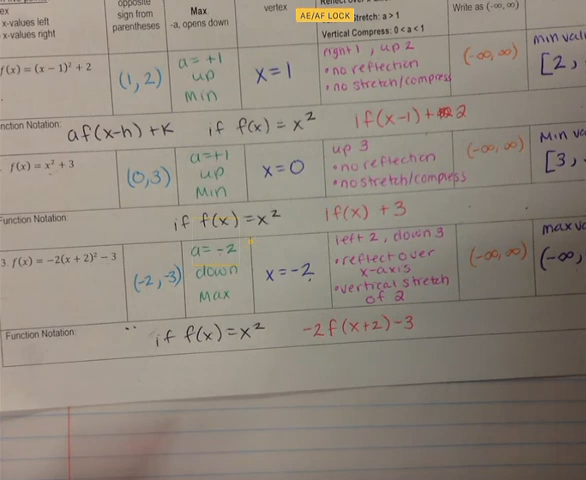 ex
x-values left
x-values right
opposite
sign from
parentheses
Max
-a, opens down
vertex
AE/AF LOCK
Stretch: a > 1
Vertical Compress: 0 < a < 1
Write as (-∞, ∞)
f(x) = (x − 1)² + 2
(1, 2)
a = +1
up
min
x = 1
right 1, up 2
• no reflection
• no stretch/compress
(-∞, ∞)
min val
[2,
nction Notation:
a f(x-h) + K
if f(x) = x²
1f(x-1) + 2
f(x) = x² + 3
(0,3)
a=+1
up
Min
x=0
up 3
• no reflection
• no stretch/compress
(-∞, ∞)
Min va
[3,
Function Notation:
if f(x) = x²
1f(x) + 3
3. f(x) = −2(x + 2)² − 3
(-2, -3)
a= -2
down
Max
x = -2
left 2, down 3
• reflect over
x-axis
• vertical stretch
of 2
(-∞, ∞)
max va
(-∞,
Function Notation:
if f(x) = x²
-2f(x+2)-3